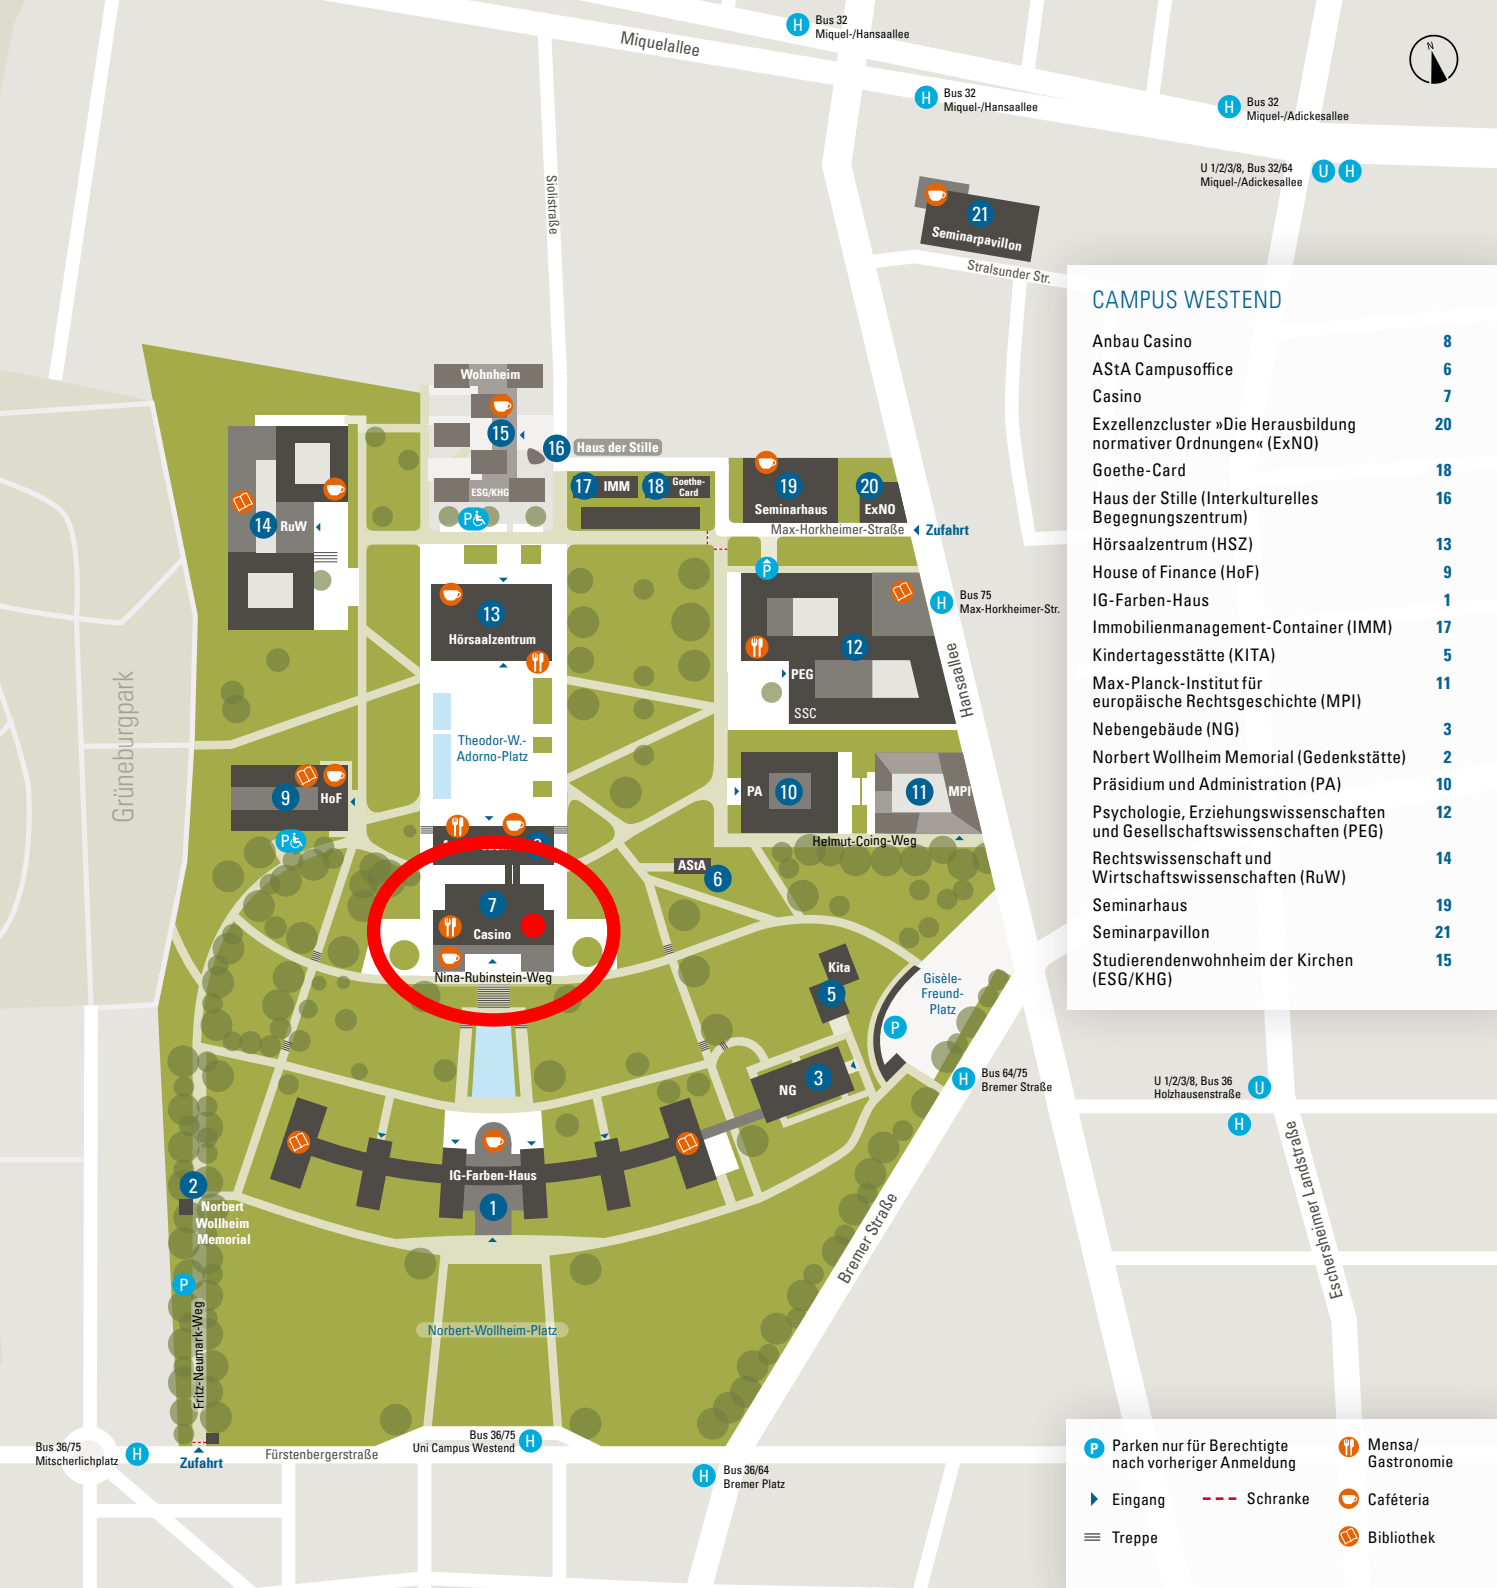 Bus 32
Miquel-/Hansaallee
Miquelallee
N
H
Bus 32
Miquel-/Hansaallee
H
Bus 32
Miquel-/Adickesallee
H
U 1/2/3/8, Bus 32/64
Miquel-/Adickesallee
U
H
Siolistraße
21
Seminarpavillon
Stralsunder Str.
CAMPUS WESTEND
Anbau Casino 8
AStA Campusoffice 6
Casino 7
Exzellenzcluster »Die Herausbildung 20
normativer Ordnungen« (ExNO)
Goethe-Card 18
Haus der Stille (Interkulturelles 16
Begegnungszentrum)
Hörsaalzentrum (HSZ) 13
House of Finance (HoF) 9
IG-Farben-Haus 1
Immobilienmanagement-Container (IMM) 17
Kindertagesstätte (KITA) 5
Max-Planck-Institut für 11
europäische Rechtsgeschichte (MPI)
Nebengebäude (NG) 3
Norbert Wollheim Memorial (Gedenkstätte) 2
Präsidium und Administration (PA) 10
Psychologie, Erziehungswissenschaften 12
und Gesellschaftswissenschaften (PEG)
Rechtswissenschaft und 14
Wirtschaftswissenschaften (RuW)
Seminarhaus 19
Seminarpavillon 21
Studierendenwohnheim der Kirchen 15
(ESG/KHG)
Wohnheim
15
16 Haus der Stille
ESG/KHG
17 IMM
18 Goethe-
Card
19
Seminarhaus
20
ExNO
14 RuW
P
Max-Horkheimer-Straße
Zufahrt
P
13
Hörsaalzentrum
H
Bus 75
Max-Horkheimer-Str.
12
PEG
SSC
Hansaallee
Grüneburgpark
Theodor-W.-
Adorno-Platz
9 HoF
PA 10
11 MPI
P
Helmut-Coing-Weg
AStA
6
7
Casino
Nina-Rubinstein-Weg
Kita
5
Gisèle-
Freund-
Platz
P
3
NG
H
Bus 64/75
Bremer Straße
U 1/2/3/8, Bus 36
Holzhausenstraße
U
H
IG-Farben-Haus
1
2
Norbert
Wollheim
Memorial
P
Fritz-Neumark-Weg
Bremer Straße
Eschersheimer Landstraße
Norbert-Wollheim-Platz
Bus 36/75
Mitscherlichplatz
H
Zufahrt
Fürstenbergerstraße
Bus 36/75
Uni Campus Westend
H
H
Bus 36/64
Bremer Platz
P Parken nur für Berechtigte
nach vorheriger Anmeldung
Mensa/
Gastronomie
Eingang
Schranke
Caféteria
Treppe
Bibliothek